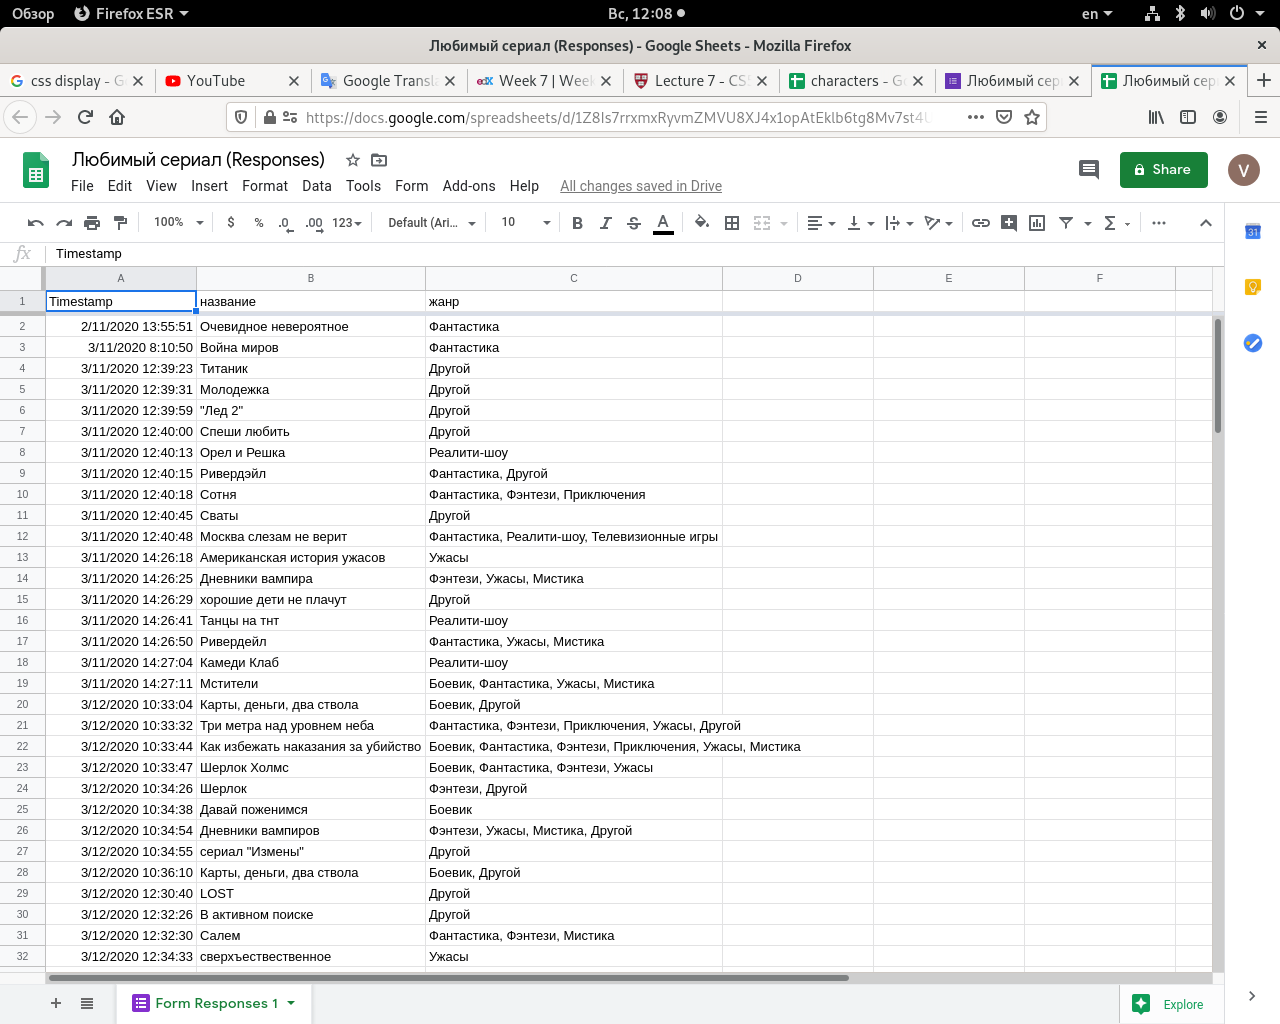 Обзор Firefox ESR Вс, 12:08 en
Любимый сериал (Responses) - Google Sheets - Mozilla Firefox
css display - G YouTube Google Transl Week 7 | Week Lecture 7 - CS5 characters - Go Любимый сер Любимый сер
https://docs.google.com/spreadsheets/d/1Z8Is7rrxmxRyvmZMVU8XJ4x1opAtEklb6tg8Mv7st4
Любимый сериал (Responses)
File Edit View Insert Format Data Tools Form Add-ons Help All changes saved in Drive
Share
V
100% $ % .0 .00 123 Default (Ari... 10 B I S A
fx Timestamp
31
A B C D E F
1 Timestamp название жанр
2 2/11/2020 13:55:51 Очевидное невероятное Фантастика
3 3/11/2020 8:10:50 Война миров Фантастика
4 3/11/2020 12:39:23 Титаник Другой
5 3/11/2020 12:39:31 Молодежка Другой
6 3/11/2020 12:39:59 "Лед 2" Другой
7 3/11/2020 12:40:00 Спеши любить Другой
8 3/11/2020 12:40:13 Орел и Решка Реалити-шоу
9 3/11/2020 12:40:15 Ривердэйл Фантастика, Другой
10 3/11/2020 12:40:18 Сотня Фантастика, Фэнтези, Приключения
11 3/11/2020 12:40:45 Сваты Другой
12 3/11/2020 12:40:48 Москва слезам не верит Фантастика, Реалити-шоу, Телевизионные игры
13 3/11/2020 14:26:18 Американская история ужасов Ужасы
14 3/11/2020 14:26:25 Дневники вампира Фэнтези, Ужасы, Мистика
15 3/11/2020 14:26:29 хорошие дети не плачут Другой
16 3/11/2020 14:26:41 Танцы на тнт Реалити-шоу
17 3/11/2020 14:26:50 Ривердейл Фантастика, Ужасы, Мистика
18 3/11/2020 14:27:04 Камеди Клаб Реалити-шоу
19 3/11/2020 14:27:11 Мстители Боевик, Фантастика, Ужасы, Мистика
20 3/12/2020 10:33:04 Карты, деньги, два ствола Боевик, Другой
21 3/12/2020 10:33:32 Три метра над уровнем неба Фантастика, Фэнтези, Приключения, Ужасы, Другой
22 3/12/2020 10:33:44 Как избежать наказания за убийство Боевик, Фантастика, Фэнтези, Приключения, Ужасы, Мистика
23 3/12/2020 10:33:47 Шерлок Холмс Боевик, Фантастика, Фэнтези, Ужасы
24 3/12/2020 10:34:26 Шерлок Фэнтези, Другой
25 3/12/2020 10:34:38 Давай поженимся Боевик
26 3/12/2020 10:34:54 Дневники вампиров Фэнтези, Ужасы, Мистика, Другой
27 3/12/2020 10:34:55 сериал "Измены" Другой
28 3/12/2020 10:36:10 Карты, деньги, два ствола Боевик, Другой
29 3/12/2020 12:30:40 LOST Другой
30 3/12/2020 12:32:26 В активном поиске Другой
31 3/12/2020 12:32:30 Салем Фантастика, Фэнтези, Мистика
32 3/12/2020 12:34:33 сверхъествественное Ужасы
Form Responses 1 Explore